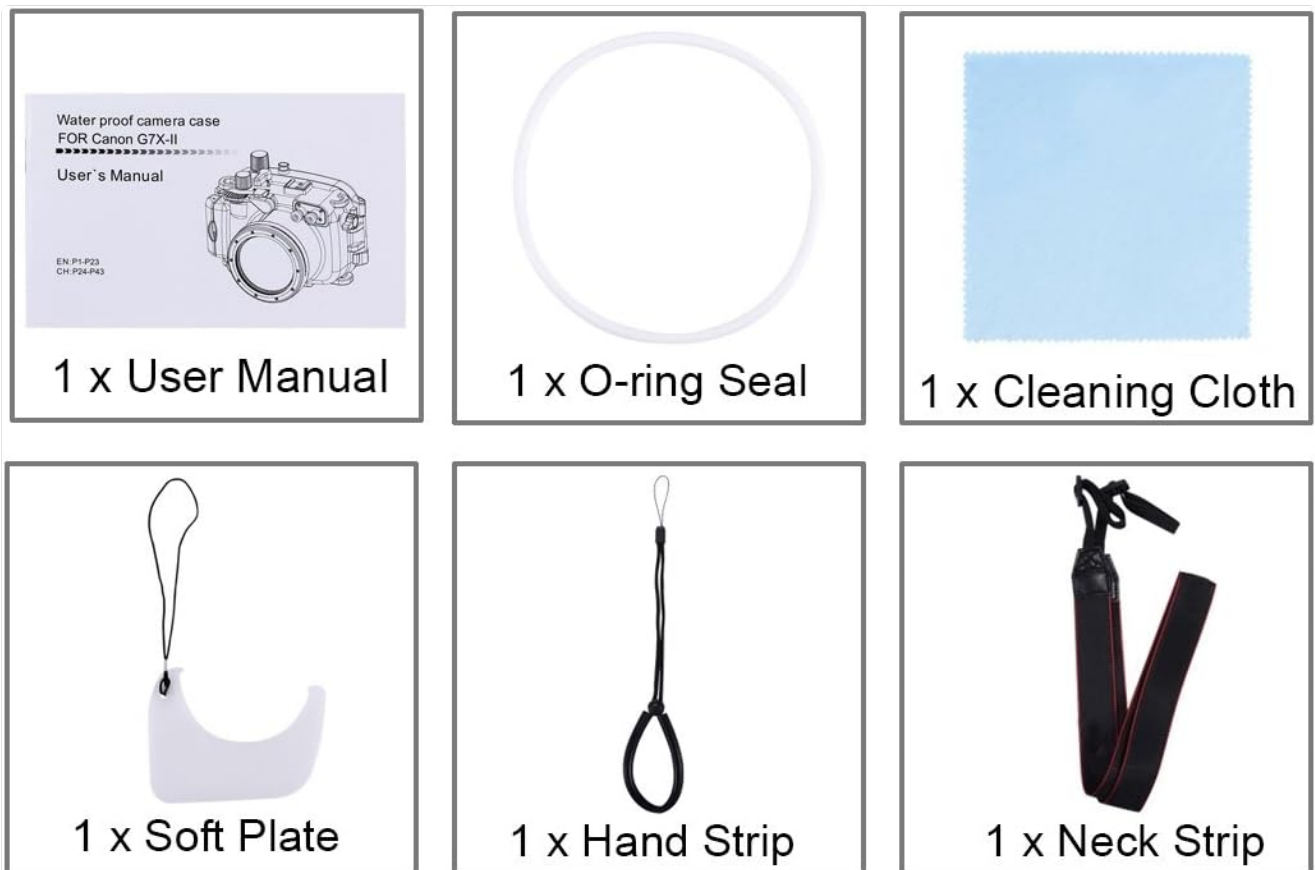 Water proof camera case
FOR Canon G7X-II
User`s Manual
EN:P1-P23
CH:P24-P43
1 x User Manual
1 x O-ring Seal
1 x Cleaning Cloth
1 x Soft Plate
1 x Hand Strip
1 x Neck Strip